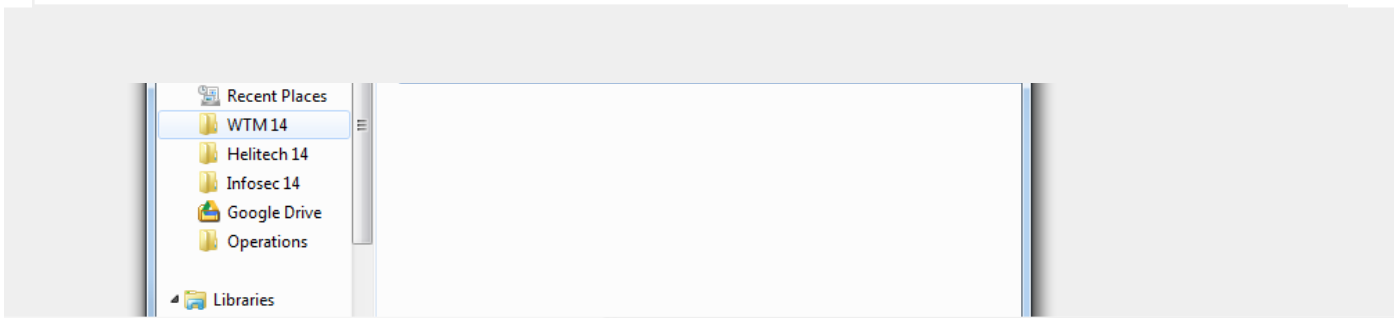 Recent Places
WTM 14
Helitech 14
Infosec 14
Google Drive
Operations
Libraries